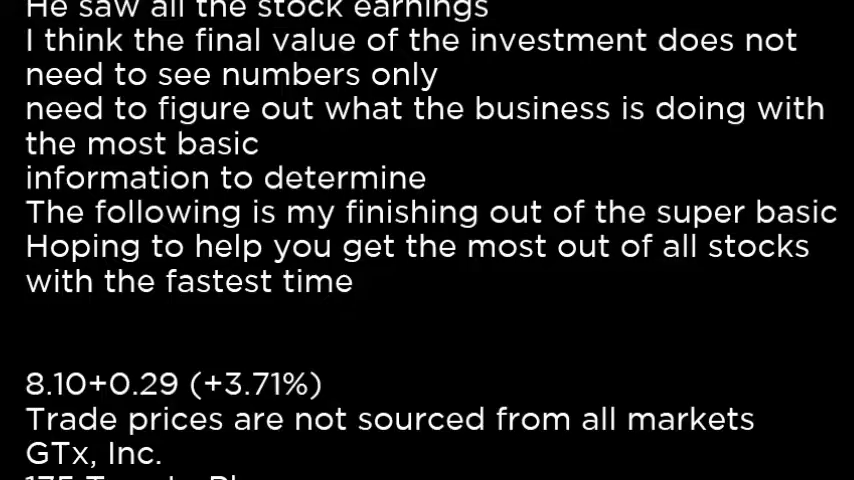 He saw all the stock earnings
I think the final value of the investment does not
need to see numbers only
need to figure out what the business is doing with
the most basic
information to determine
The following is my finishing out of the super basic
Hoping to help you get the most out of all stocks
with the fastest time
8.10+0.29 (+3.71%)
Trade prices are not sourced from all markets
GTx, Inc.